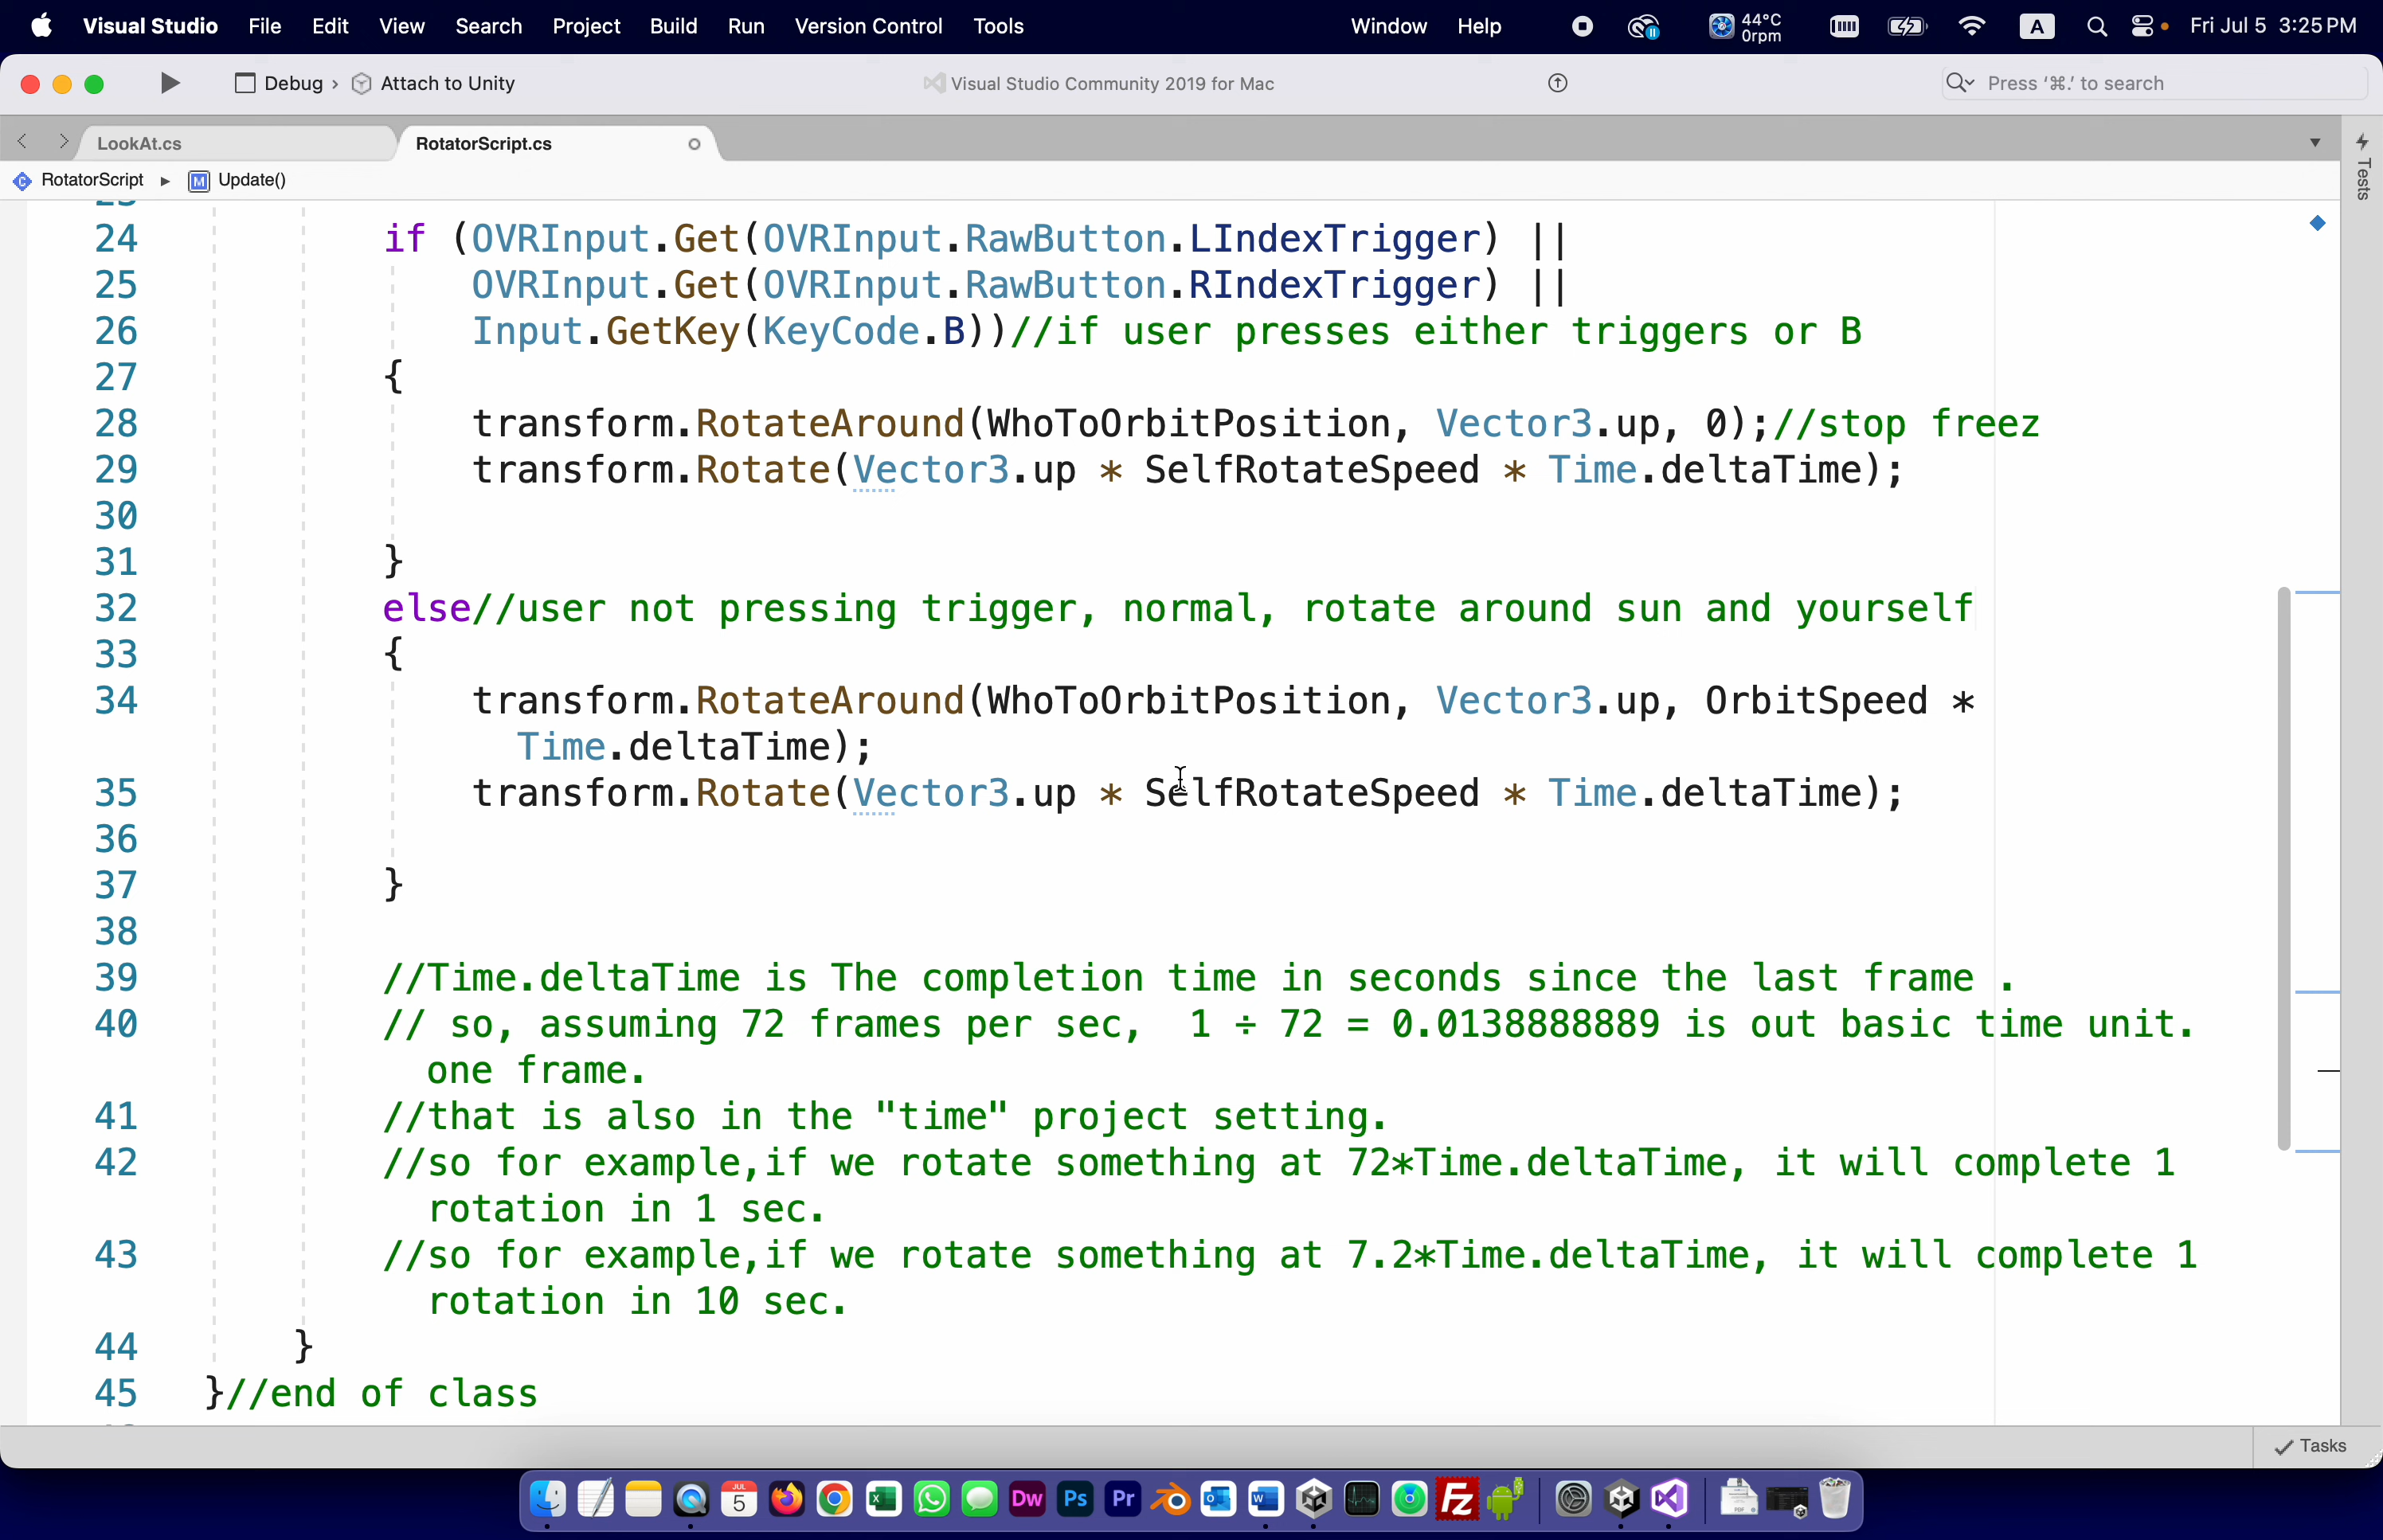 Visual Studio File Edit View Search Project Build Run Version Control Tools Window Help 44°C 0rpm A Fri Jul 5 3:25 PM
Debug › Attach to Unity Visual Studio Community 2019 for Mac Press ‘⌘.’ to search
LookAt.cs RotatorScript.cs
RotatorScript ▸ M Update()
Tests
24 if (OVRInput.Get(OVRInput.RawButton.LIndexTrigger) ||
25 OVRInput.Get(OVRInput.RawButton.RIndexTrigger) ||
26 Input.GetKey(KeyCode.B))//if user presses either triggers or B
27 {
28 transform.RotateAround(WhoToOrbitPosition, Vector3.up, 0);//stop freez
29 transform.Rotate(Vector3.up * SelfRotateSpeed * Time.deltaTime);
30
31 }
32 else//user not pressing trigger, normal, rotate around sun and yourself
33 {
34 transform.RotateAround(WhoToOrbitPosition, Vector3.up, OrbitSpeed *
Time.deltaTime);
35 transform.Rotate(Vector3.up * SelfRotateSpeed * Time.deltaTime);
36
37 }
38
39 //Time.deltaTime is The completion time in seconds since the last frame .
40 // so, assuming 72 frames per sec,  1 ÷ 72 = 0.0138888889 is out basic time unit.
one frame.
41 //that is also in the "time" project setting.
42 //so for example,if we rotate something at 72*Time.deltaTime, it will complete 1
rotation in 1 sec.
43 //so for example,if we rotate something at 7.2*Time.deltaTime, it will complete 1
rotation in 10 sec.
44 }
45 }//end of class
Tasks
JUL 5 Dw Ps Pr Fz